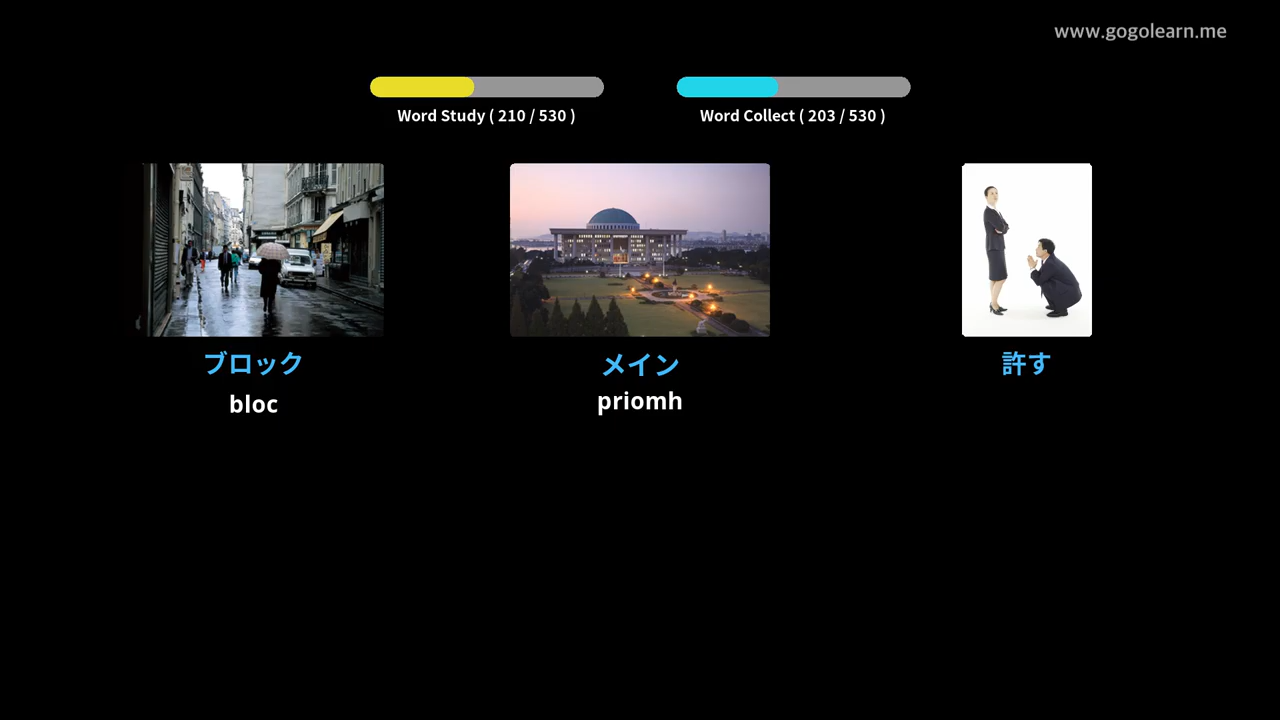 www.gogolearn.me
Word Study ( 210 / 530 )
Word Collect ( 203 / 530 )
ブロック
メイン
許す
bloc
priomh